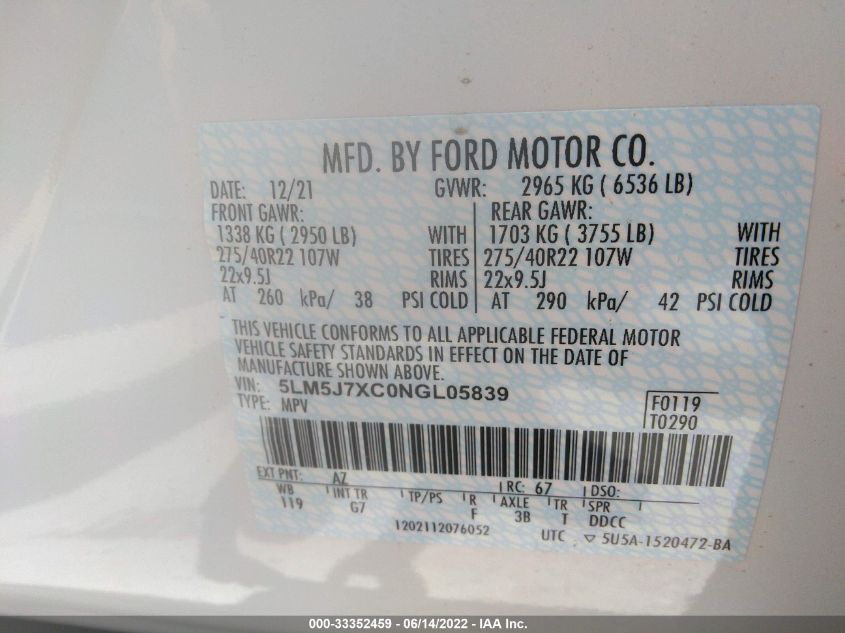 MFD. BY FORD MOTOR CO.
DATE: 12/21 GVWR: 2965 KG ( 6536 LB)
FRONT GAWR: REAR GAWR:
1338 KG ( 2950 LB) WITH 1703 KG ( 3755 LB) WITH
275/40R22 107W TIRES 275/40R22 107W TIRES
22x9.5J RIMS 22x9.5J RIMS
AT 260 kPa/ 38 PSI COLD AT 290 kPa/ 42 PSI COLD
THIS VEHICLE CONFORMS TO ALL APPLICABLE FEDERAL MOTOR
VEHICLE SAFETY STANDARDS IN EFFECT ON THE DATE OF
MANUFACTURE SHOWN ABOVE.
VIN: 5LM5J7XC0NGL05839 F0119
TYPE: MPV T0290
EXT PNT: AZ RC: 67 DSO:
WB INT TR TP/PS R AXLE TR SPR
119 G7 F 3B T DDCC
1202112076052 UTC ▽ 5U5A-1520472-BA
000-33352459 - 06/14/2022 - IAA Inc.